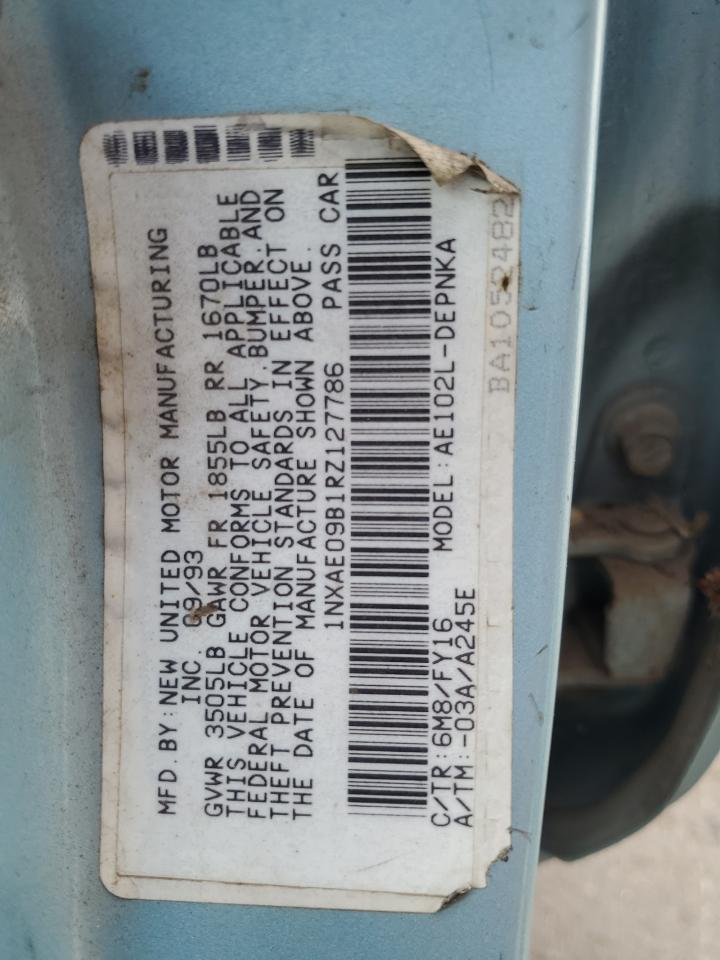 MFD. BY: NEW UNITED MOTOR MANUFACTURING
INC. 09/93
GVWR 3505LB GAWR FR 1855LB RR 1670LB
THIS VEHICLE CONFORMS TO ALL APPLICABLE
FEDERAL MOTOR VEHICLE SAFETY, BUMPER, AND
THEFT PREVENTION STANDARDS IN EFFECT ON
THE DATE OF MANUFACTURE SHOWN ABOVE.
1NXAE09B1RZ127786 PASS CAR
C/TR: 6M8/FY16 MODEL: AE102L-DEPNKA
A/TM: -03A/A245E
BA1052482